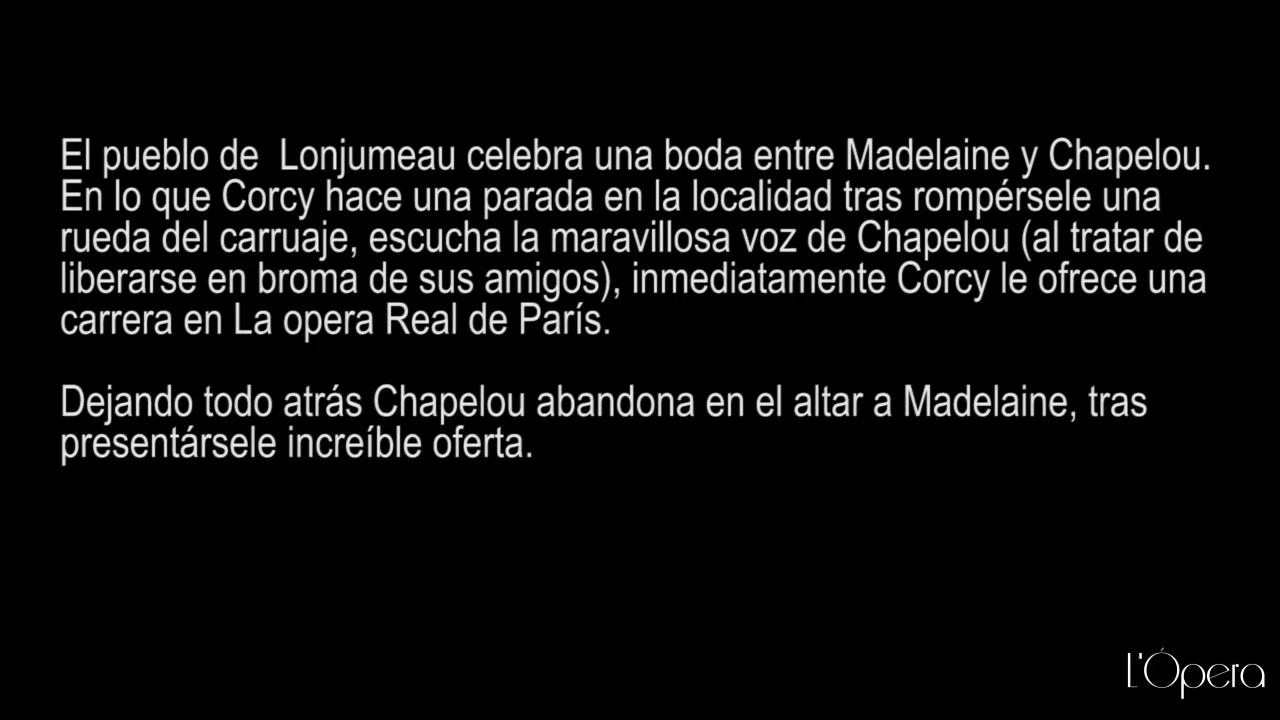 El pueblo de  Lonjumeau celebra una boda entre Madelaine y Chapelou.
En lo que Corcy hace una parada en la localidad tras rompérsele una
rueda del carruaje, escucha la maravillosa voz de Chapelou (al tratar de
liberarse en broma de sus amigos), inmediatamente Corcy le ofrece una
carrera en La opera Real de París.
Dejando todo atrás Chapelou abandona en el altar a Madelaine, tras
presentársele increíble oferta.
L'Ópera